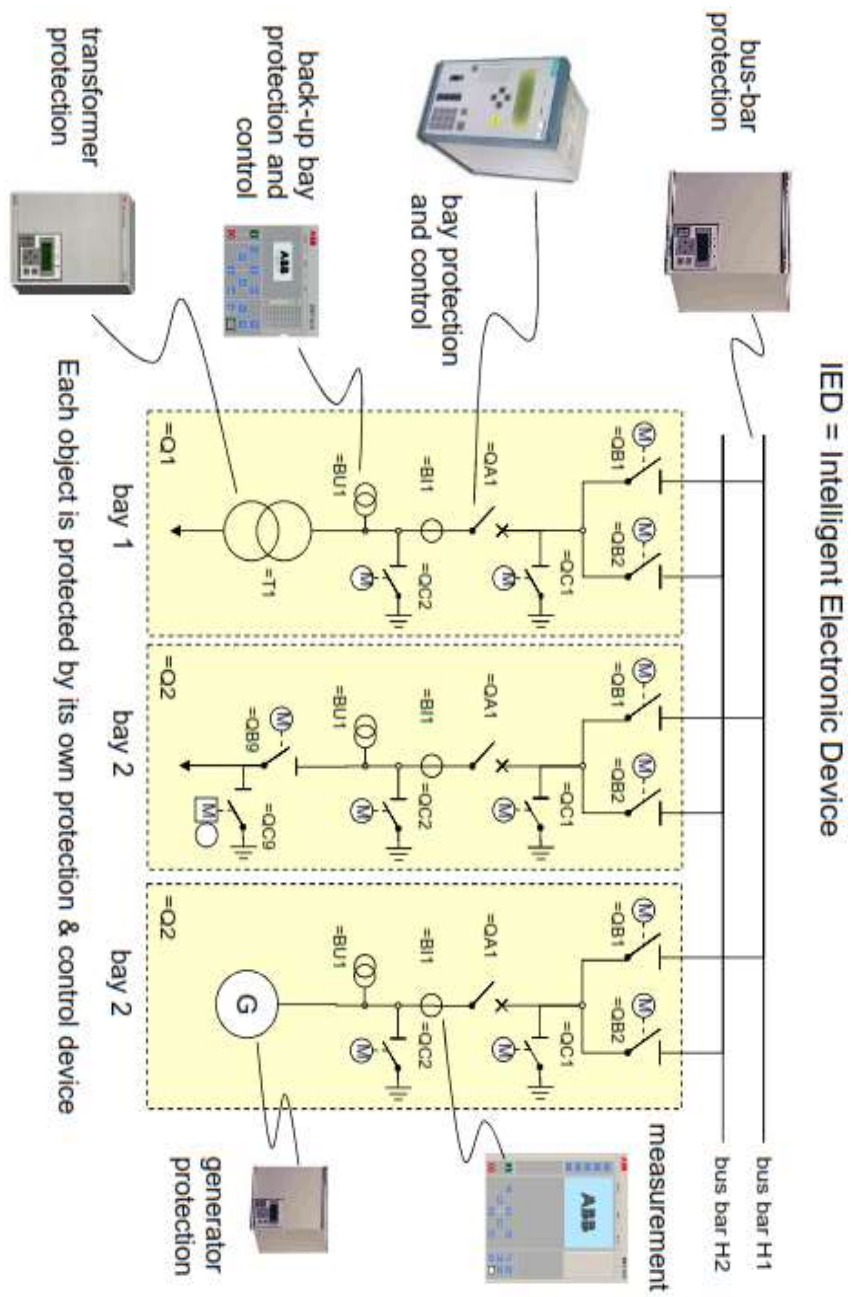 IED = Intelligent Electronic Device
bus-bar
protection
bay protection
and control
back-up bay
protection and
control
transformer
protection
measurement
generator
protection
bus bar H1
bus bar H2
=QB1
=QB2
=QC1
=QA1
=BI1
=QC2
=BU1
=T1
=Q1
bay 1
=QB1
=QB2
=QC1
=QA1
=BI1
=QC2
=BU1
=QB9
=QC9
=Q2
bay 2
=QB1
=QB2
=QC1
=QA1
=BI1
=QC2
=BU1
G
=Q2
bay 2
M
M
M
M
M
M
M
M
M
M
M
M
M
M
ABB
ABB
ABB
ABB
Each object is protected by its own protection & control device